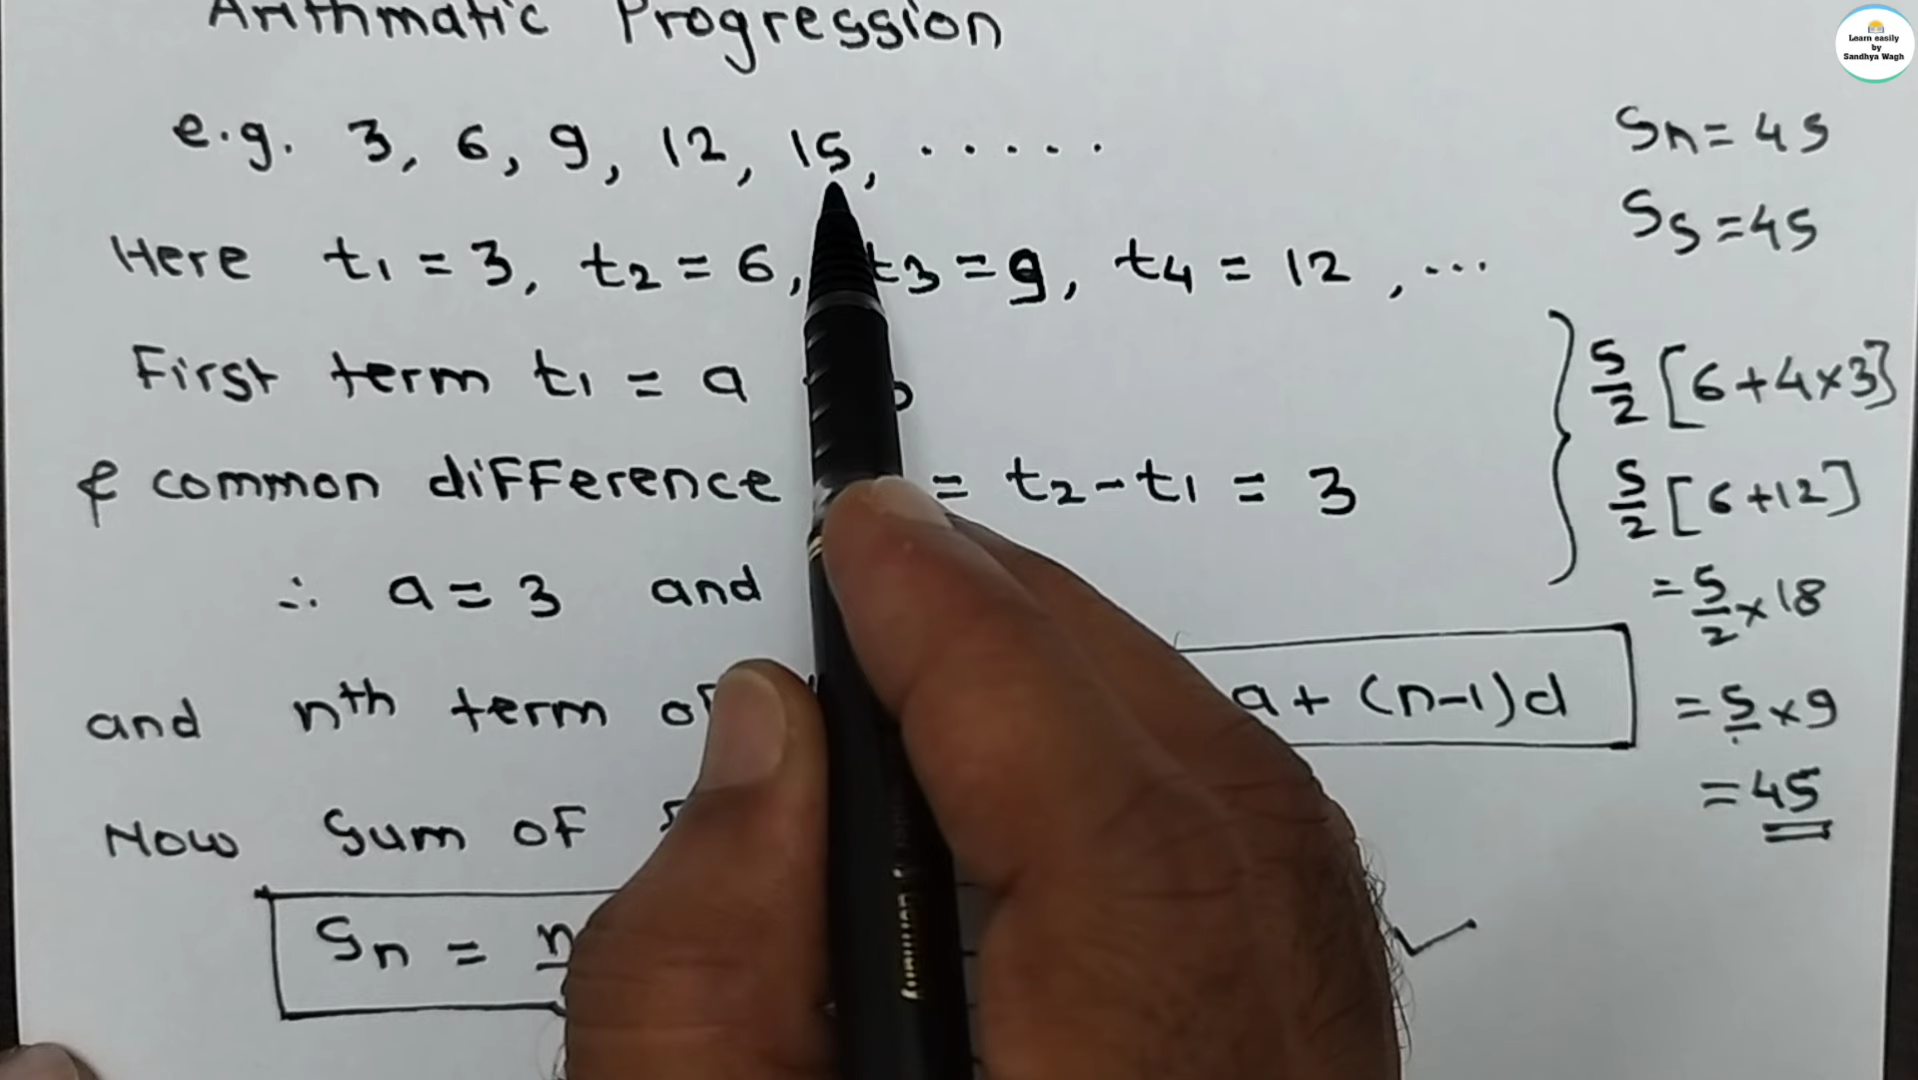 Arithmatic Progression
e.g. 3, 6, 9, 12, 15, .....
Here t1 = 3, t2 = 6, t3 = 9, t4 = 12, ...
First term t1 = a
& common difference = t2-t1 = 3
∴ a = 3 and
and nth term of a + (n-1)d
Now Sum of
Sn = n
Sn = 45
S5 = 45
5/2 [6+4×3]
5/2 [6+12]
= 5/2 × 18
= 5 × 9
= 45
Learn easily
by
Sandhya Wagh